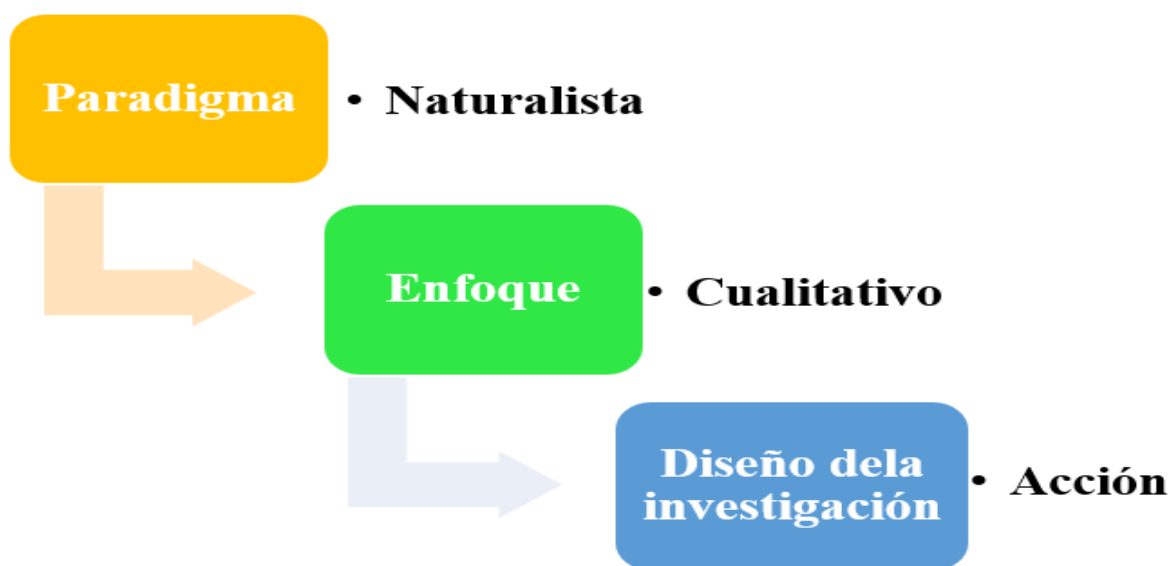 Paradigma
• Naturalista
Enfoque
• Cualitativo
Diseño dela
investigación
• Acción